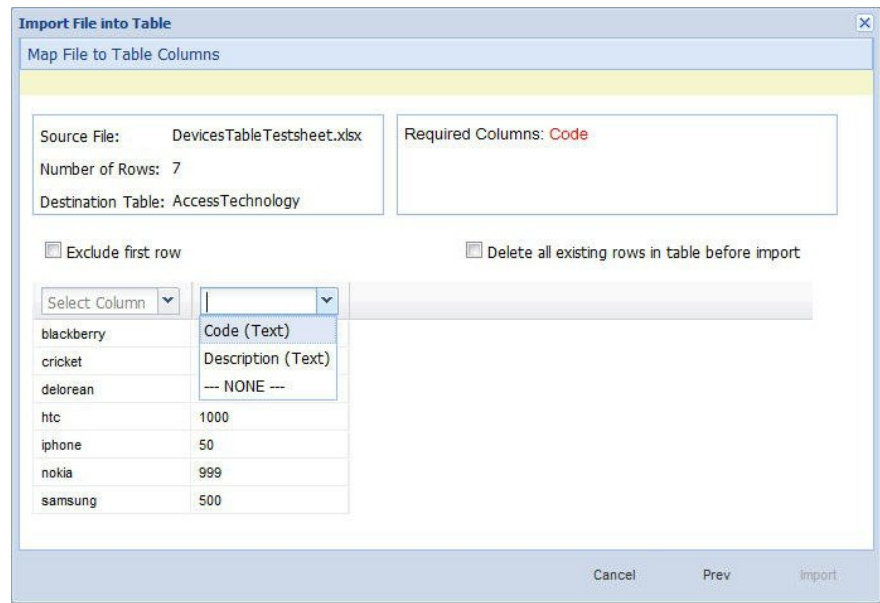 Import File into Table
Map File to Table Columns
Source File: DevicesTableTestsheet.xlsx
Number of Rows: 7
Destination Table: AccessTechnology
Required Columns: Code
Exclude first row
Delete all existing rows in table before import
Select Column
Code (Text)
Description (Text)
--- NONE ---
blackberry
cricket
delorean
htc 1000
iphone 50
nokia 999
samsung 500
Cancel Prev Import